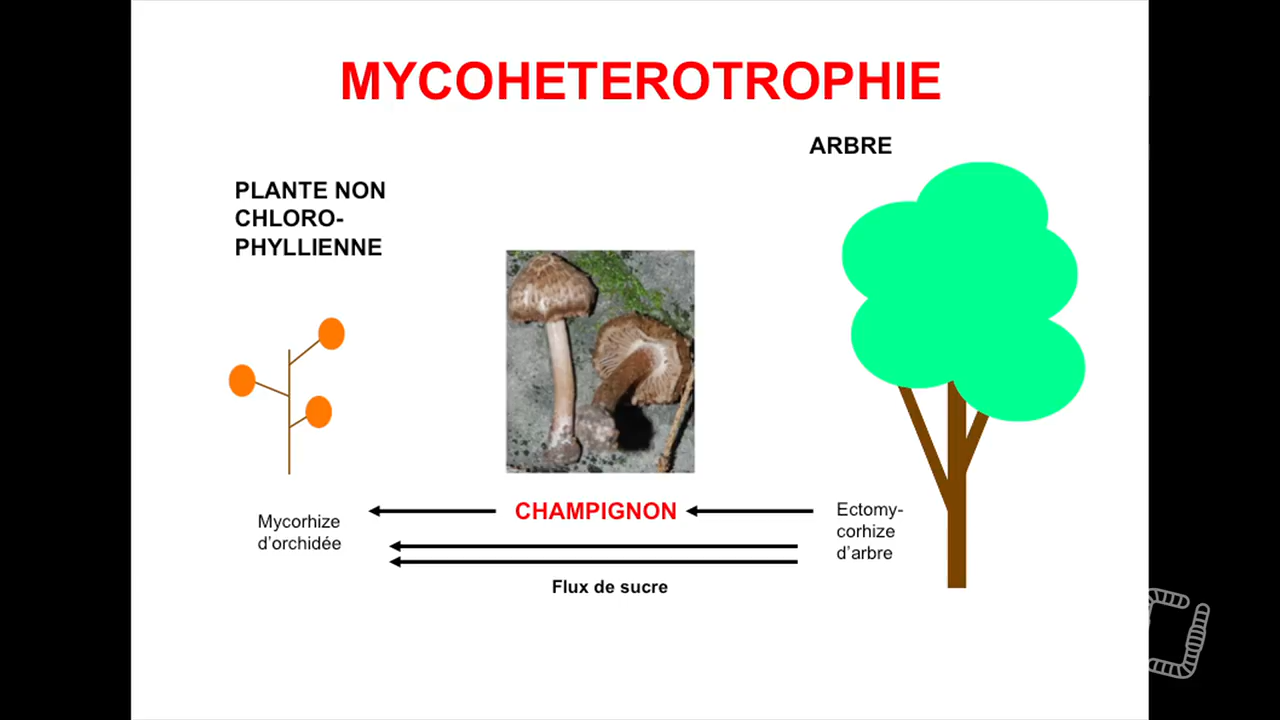 MYCOHETEROTROPHIE
ARBRE
PLANTE NON
CHLORO-
PHYLLIENNE
CHAMPIGNON
Mycorhize
d'orchidée
Ectomy-
corhize
d'arbre
Flux de sucre